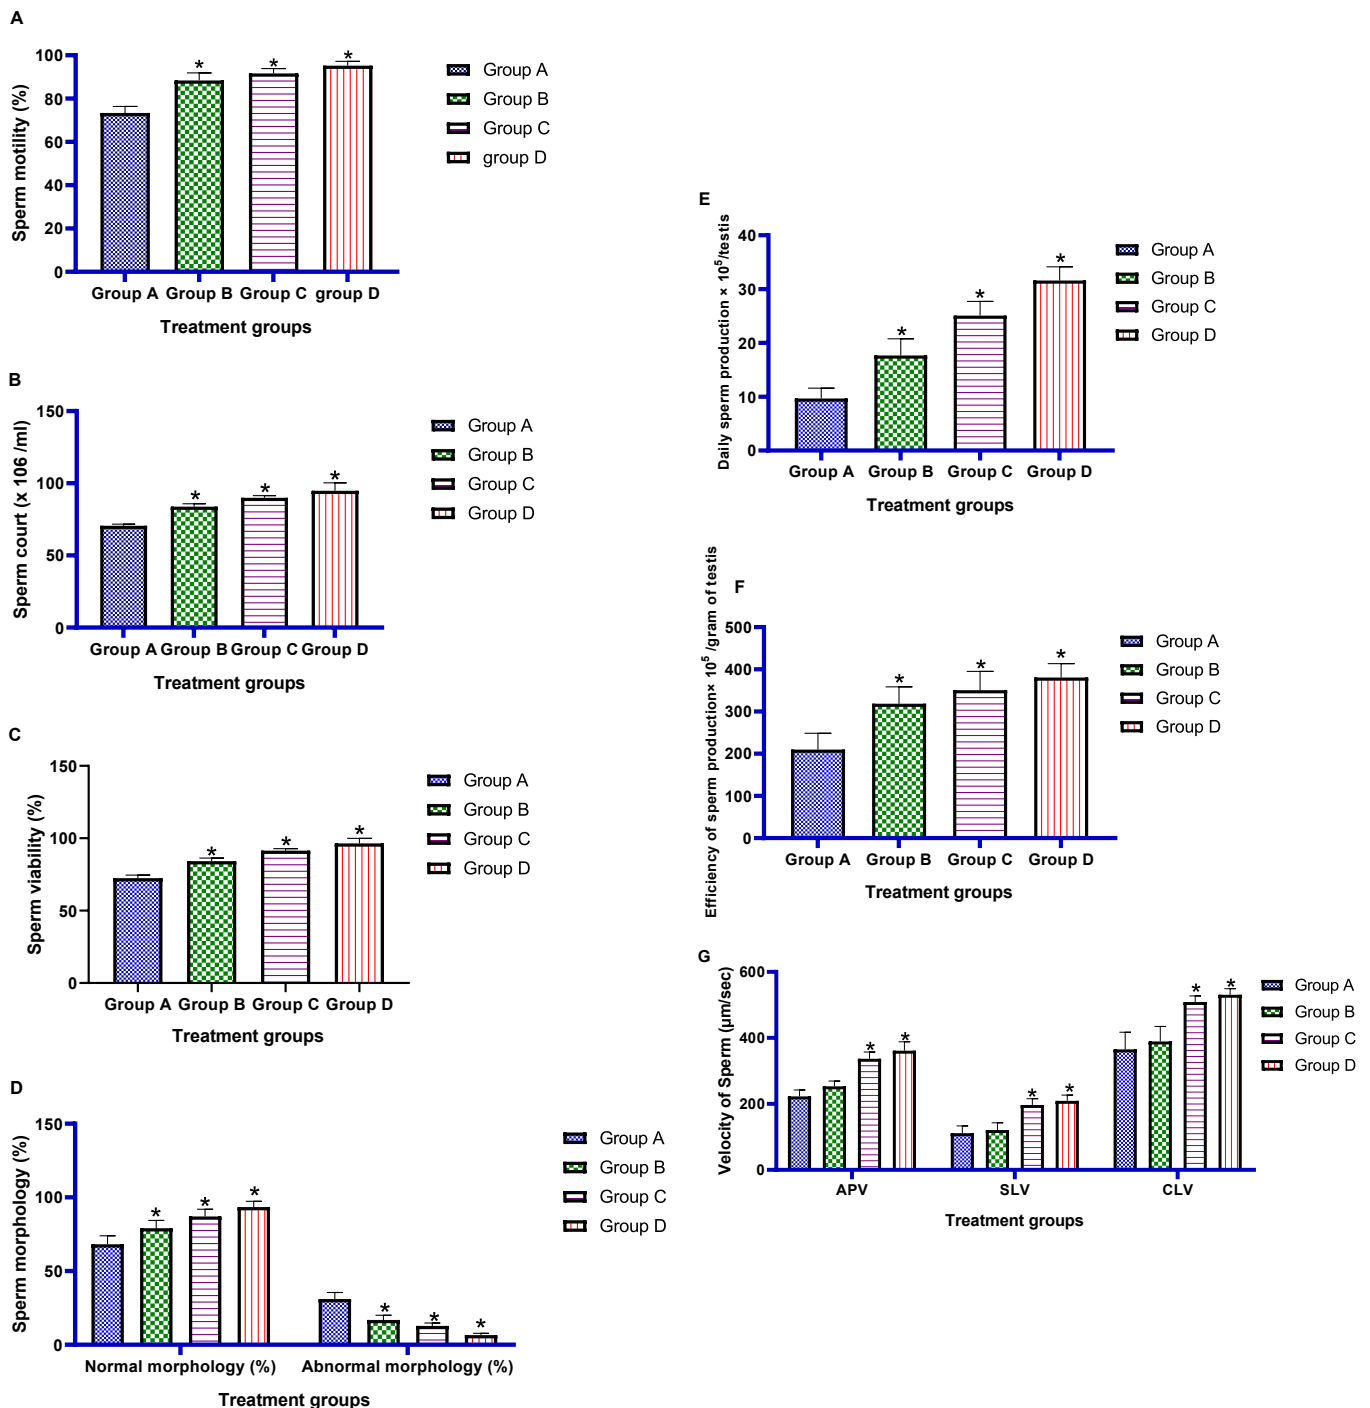 A
Sperm motility (%)
100
80
60
40
20
0
* * *
Group A Group B Group C group D
Treatment groups
Group A
Group B
Group C
group D
B
Sperm court (x 106 /ml)
150
100
50
0
* * *
Group A Group B Group C Group D
Treatment groups
Group A
Group B
Group C
Group D
C
Sperm viability (%)
150
100
50
0
* * *
Group A Group B Group C Group D
Treatment groups
Group A
Group B
Group C
Group D
D
Sperm morphology (%)
150
100
50
0
* * * * * *
Normal morphology (%) Abnormal morphology (%)
Treatment groups
Group A
Group B
Group C
Group D
E
Daily sperm production × 10⁵/testis
40
30
20
10
0
* * *
Group A Group B Group C Group D
Treatment groups
Group A
Group B
Group C
Group D
F
Efficiency of sperm production× 10⁵ /gram of testis
500
400
300
200
100
0
* * *
Group A Group B Group C Group D
Treatment groups
Group A
Group B
Group C
Group D
G
Velocity of Sperm (µm/sec)
600
400
200
0
* * * * * *
APV SLV CLV
Treatment groups
Group A
Group B
Group C
Group D